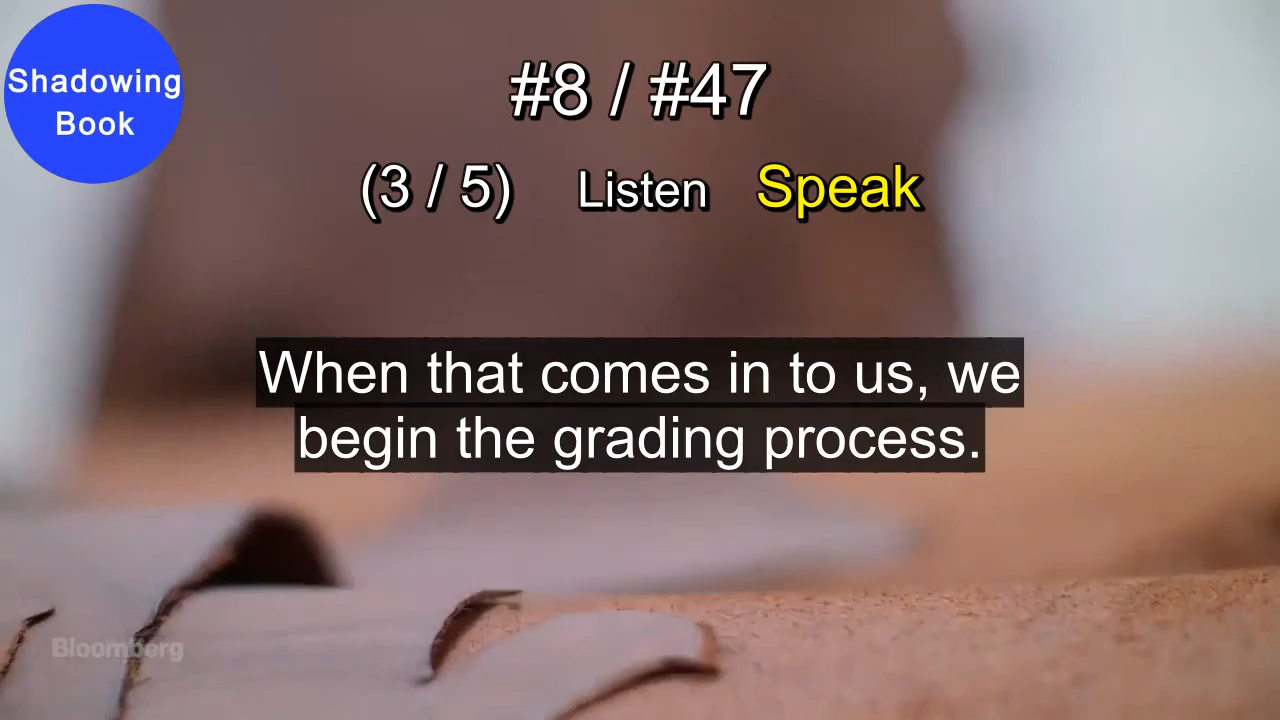 Shadowing
Book
#8 / #47
(3 / 5) Listen Speak
When that comes in to us, we
begin the grading process.
Bloomberg